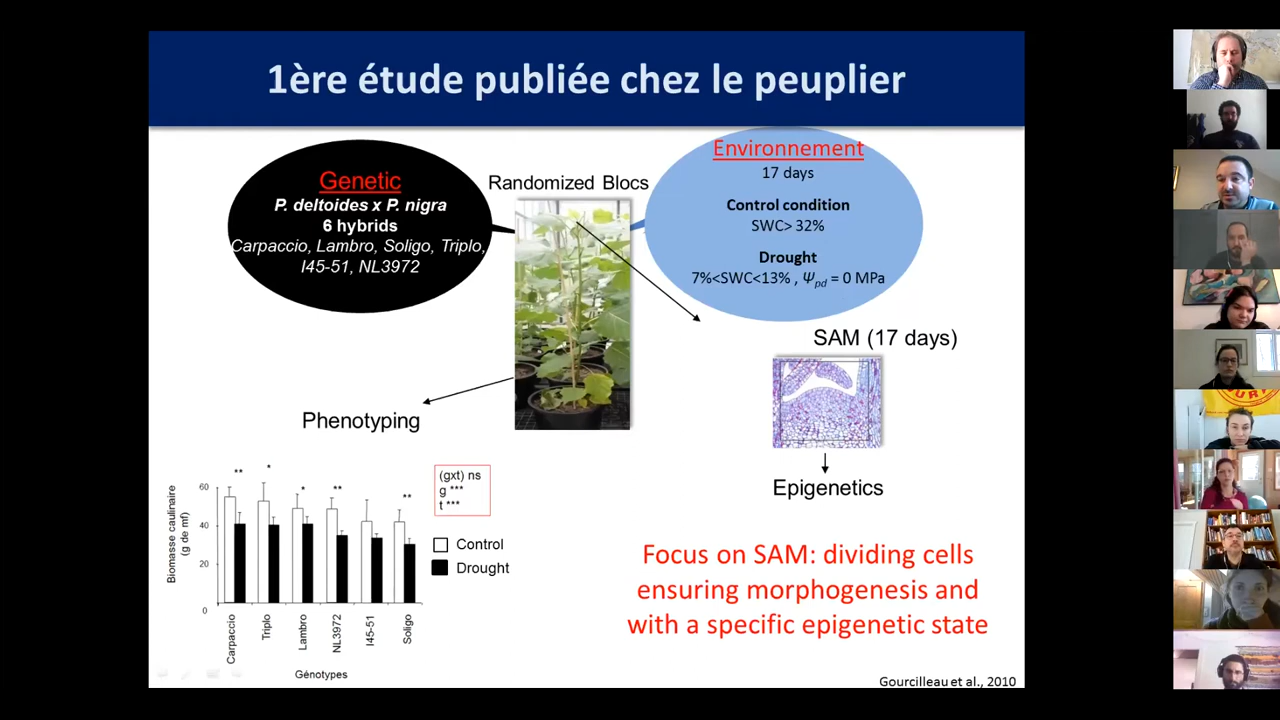 1ère étude publiée chez le peuplier
Genetic
P. deltoides x P. nigra
6 hybrids
Carpaccio, Lambro, Soligo, Triplo,
I45-51, NL3972
Randomized Blocs
Environnement
17 days
Control condition
SWC> 32%
Drought
7%<SWC<13% , Ψpd = 0 MPa
SAM (17 days)
Phenotyping
Epigenetics
Biomasse caulinaire
(g de mf)
60
40
20
0
**
*
*
**
**
(gxt) ns
g ***
t ***
Control
Drought
Carpaccio
Triplo
Lambro
NL3972
I45-51
Soligo
Génotypes
Focus on SAM: dividing cells
ensuring morphogenesis and
with a specific epigenetic state
Gourcilleau et al., 2010